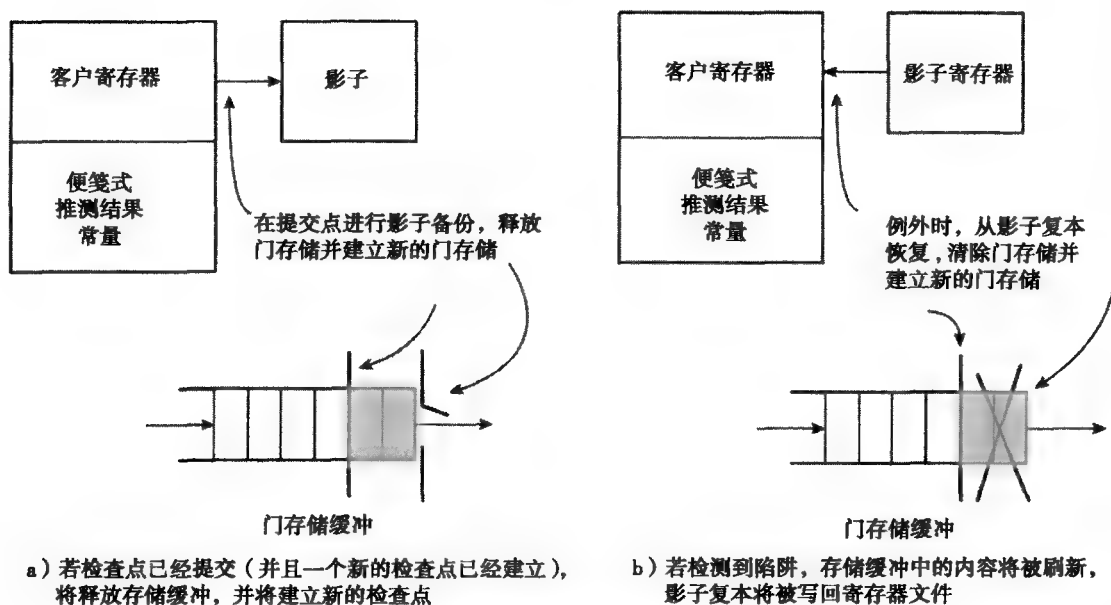 客户寄存器
影子
便笺式
推测结果
常量
在提交点进行影子备份，释放
门存储并建立新的门存储
门存储缓冲
a）若检查点已经提交（并且一个新的检查点已经建立），
将释放存储缓冲，并将建立新的检查点
客户寄存器
影子寄存器
便笺式
推测结果
常量
例外时，从影子复本
恢复，清除门存储并
建立新的门存储
门存储缓冲
b）若检测到陷阱，存储缓冲中的内容将被刷新，
影子复本将被写回寄存器文件